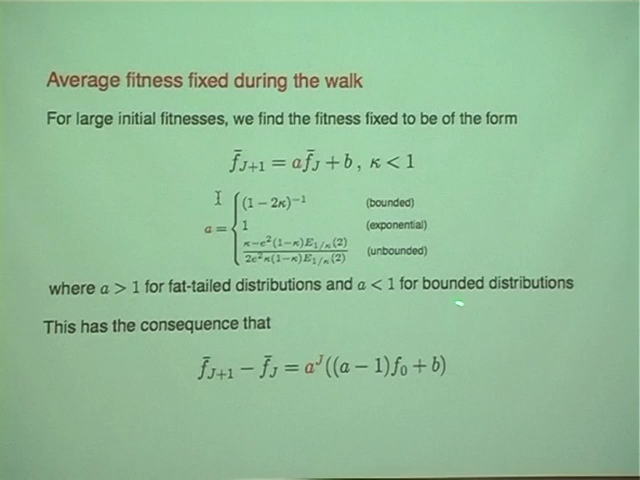 Average fitness fixed during the walk
For large initial fitnesses, we find the fitness fixed to be of the form
f̄_{J+1} = a f̄_J + b , κ < 1
(1 − 2κ)^{−1} (bounded)
a = { 1 (exponential)
κ−e²(1−κ)E_{1/κ}(2) / 2e²κ(1−κ)E_{1/κ}(2) (unbounded)
where a > 1 for fat-tailed distributions and a < 1 for bounded distributions
This has the consequence that
f̄_{J+1} − f̄_J = a^J((a − 1)f_0 + b)